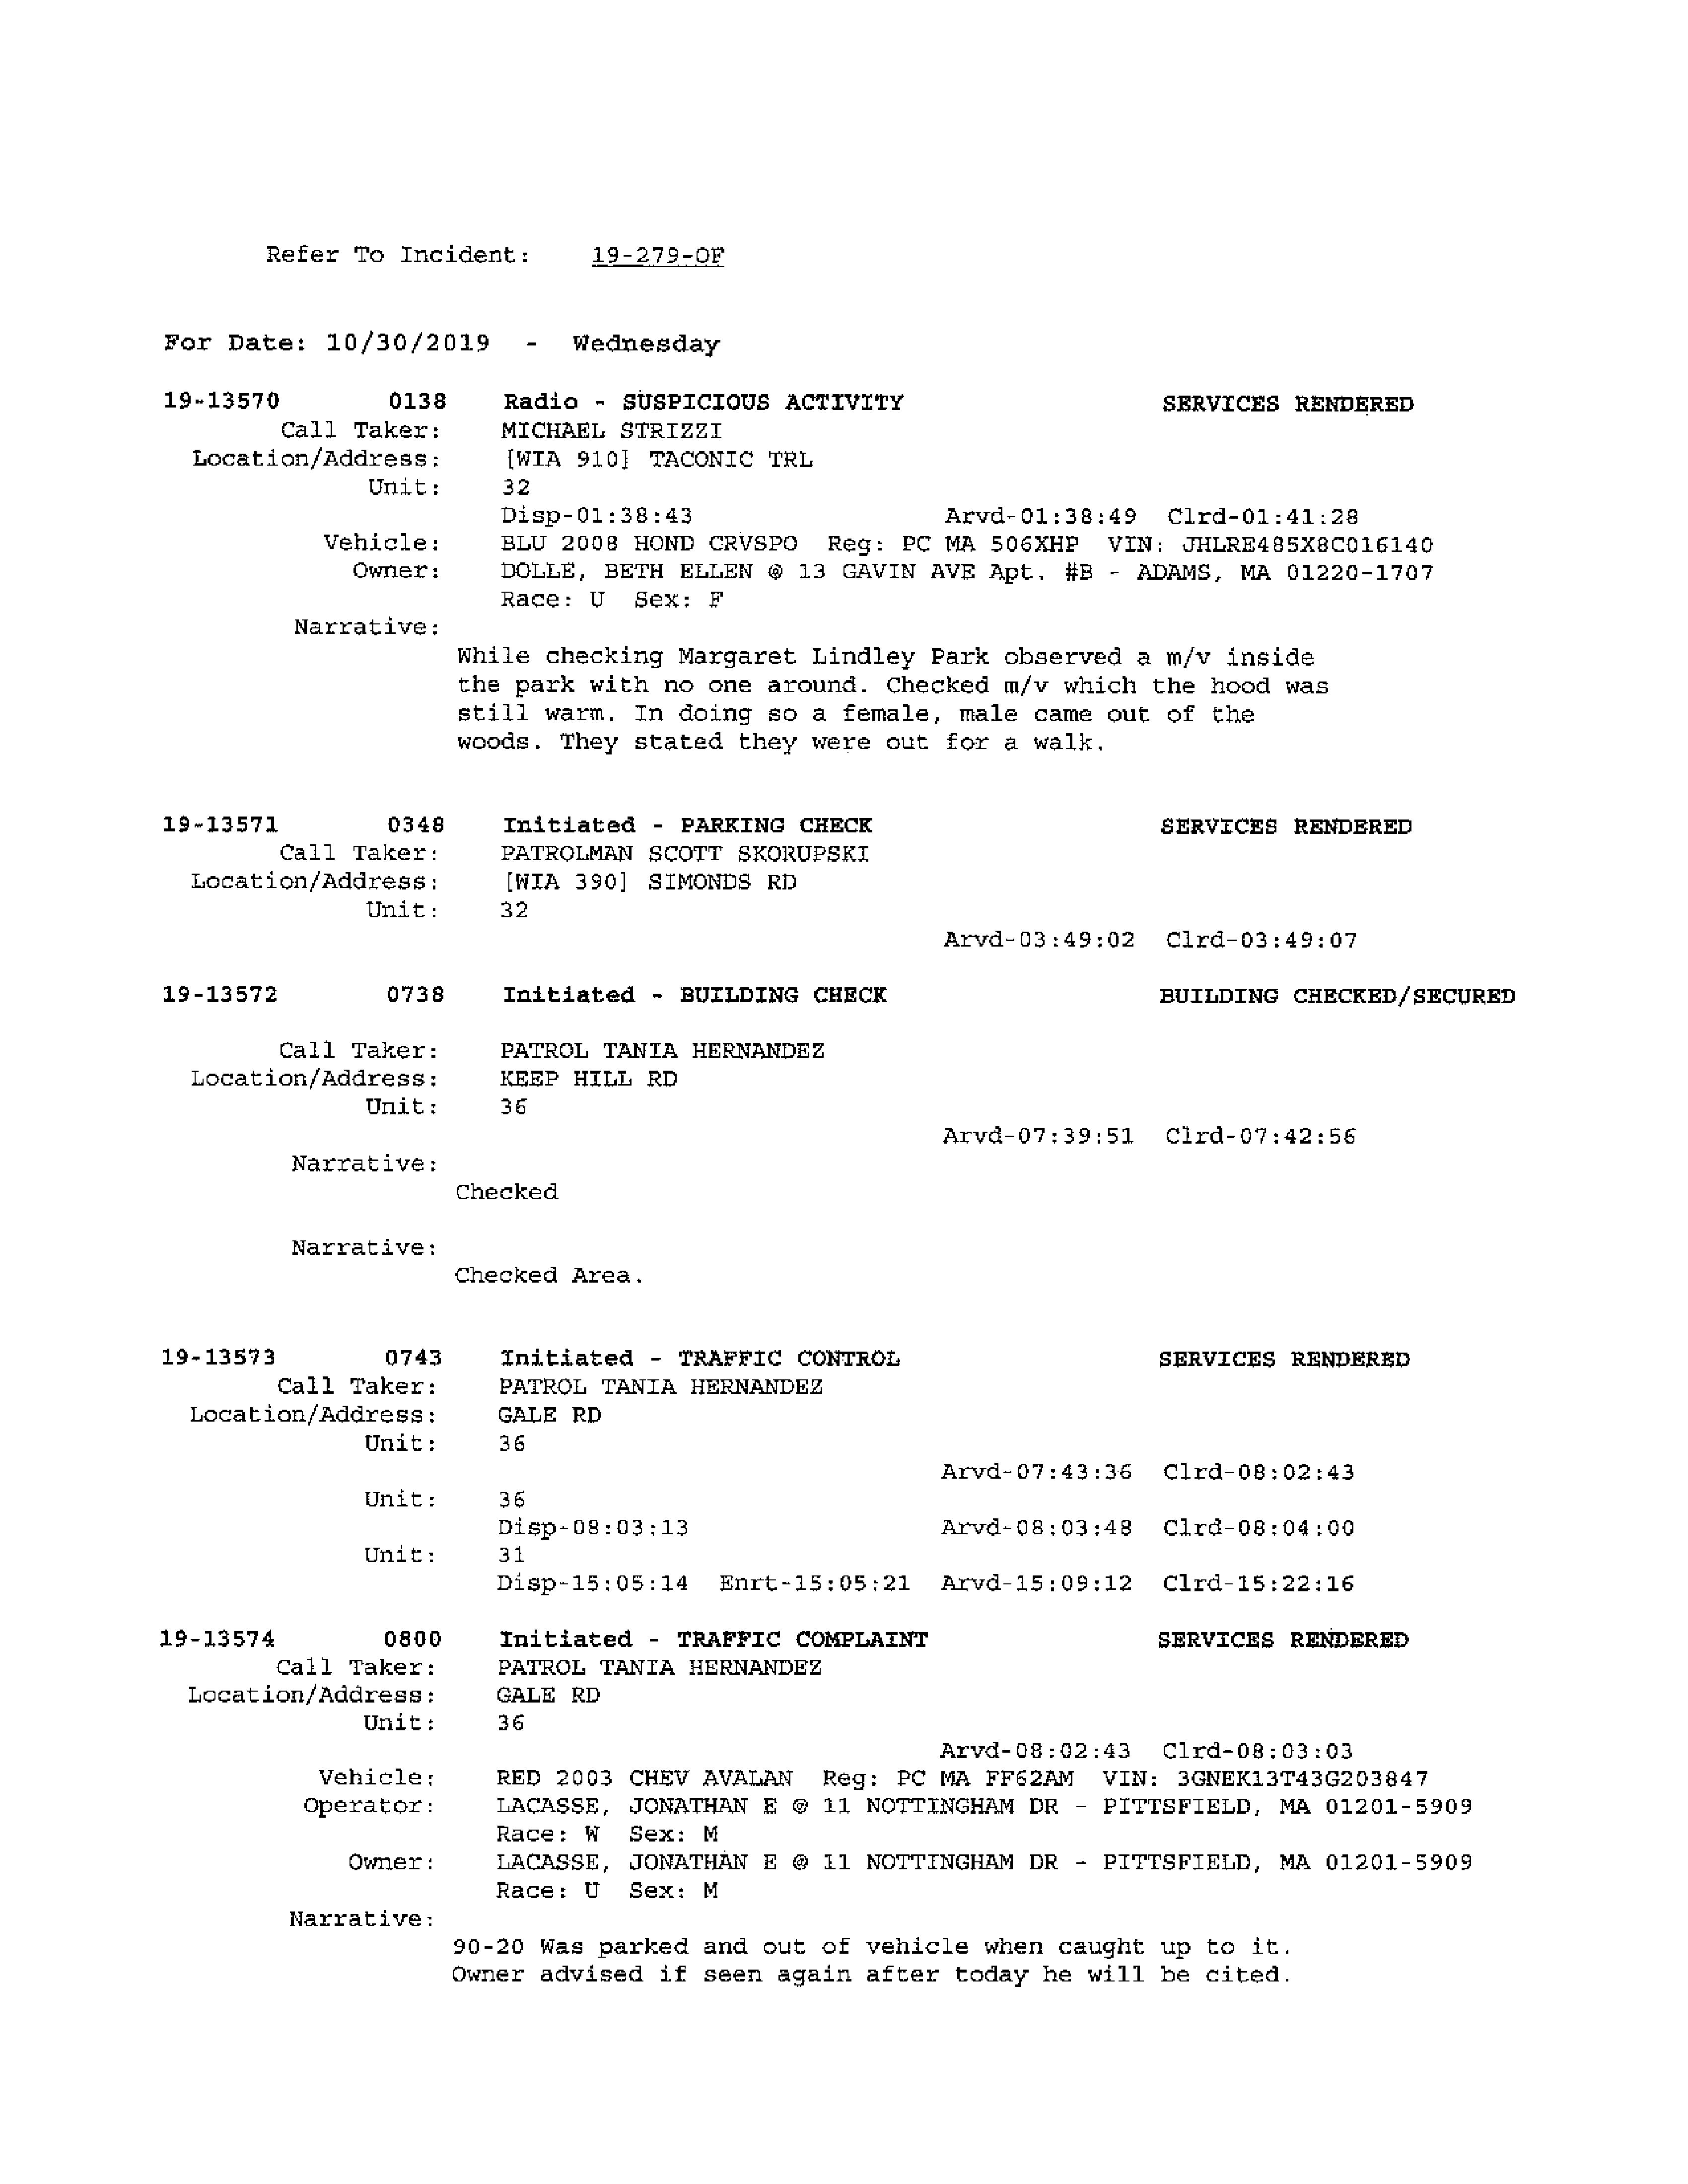 Refer To Incident: 19-279-OF
For Date: 10/30/2019 - Wednesday
19-13570 0138 Radio - SUSPICIOUS ACTIVITY SERVICES RENDERED
Call Taker: MICHAEL STRIZZI
Location/Address: [WIA 910] TACONIC TRL
Unit: 32
Disp-01:38:43 Arvd-01:38:49 Clrd-01:41:28
Vehicle: BLU 2008 HOND CRVSPO Reg: PC MA 506XHP VIN: JHLRE485X8C016140
Owner: DOLLE, BETH ELLEN @ 13 GAVIN AVE Apt. #B - ADAMS, MA 01220-1707
Race: U Sex: F
Narrative:
While checking Margaret Lindley Park observed a m/v inside
the park with no one around. Checked m/v which the hood was
still warm. In doing so a female, male came out of the
woods. They stated they were out for a walk.
19-13571 0348 Initiated - PARKING CHECK SERVICES RENDERED
Call Taker: PATROLMAN SCOTT SKORUPSKI
Location/Address: [WIA 390] SIMONDS RD
Unit: 32
Arvd-03:49:02 Clrd-03:49:07
19-13572 0738 Initiated - BUILDING CHECK BUILDING CHECKED/SECURED
Call Taker: PATROL TANIA HERNANDEZ
Location/Address: KEEP HILL RD
Unit: 36
Arvd-07:39:51 Clrd-07:42:56
Narrative:
Checked
Narrative:
Checked Area.
19-13573 0743 Initiated - TRAFFIC CONTROL SERVICES RENDERED
Call Taker: PATROL TANIA HERNANDEZ
Location/Address: GALE RD
Unit: 36
Arvd-07:43:36 Clrd-08:02:43
Unit: 36
Disp-08:03:13 Arvd-08:03:48 Clrd-08:04:00
Unit: 31
Disp-15:05:14 Enrt-15:05:21 Arvd-15:09:12 Clrd-15:22:16
19-13574 0800 Initiated - TRAFFIC COMPLAINT SERVICES RENDERED
Call Taker: PATROL TANIA HERNANDEZ
Location/Address: GALE RD
Unit: 36
Arvd-08:02:43 Clrd-08:03:03
Vehicle: RED 2003 CHEV AVALAN Reg: PC MA FF62AM VIN: 3GNEK13T43G203847
Operator: LACASSE, JONATHAN E @ 11 NOTTINGHAM DR - PITTSFIELD, MA 01201-5909
Race: W Sex: M
Owner: LACASSE, JONATHAN E @ 11 NOTTINGHAM DR - PITTSFIELD, MA 01201-5909
Race: U Sex: M
Narrative:
90-20 Was parked and out of vehicle when caught up to it.
Owner advised if seen again after today he will be cited.